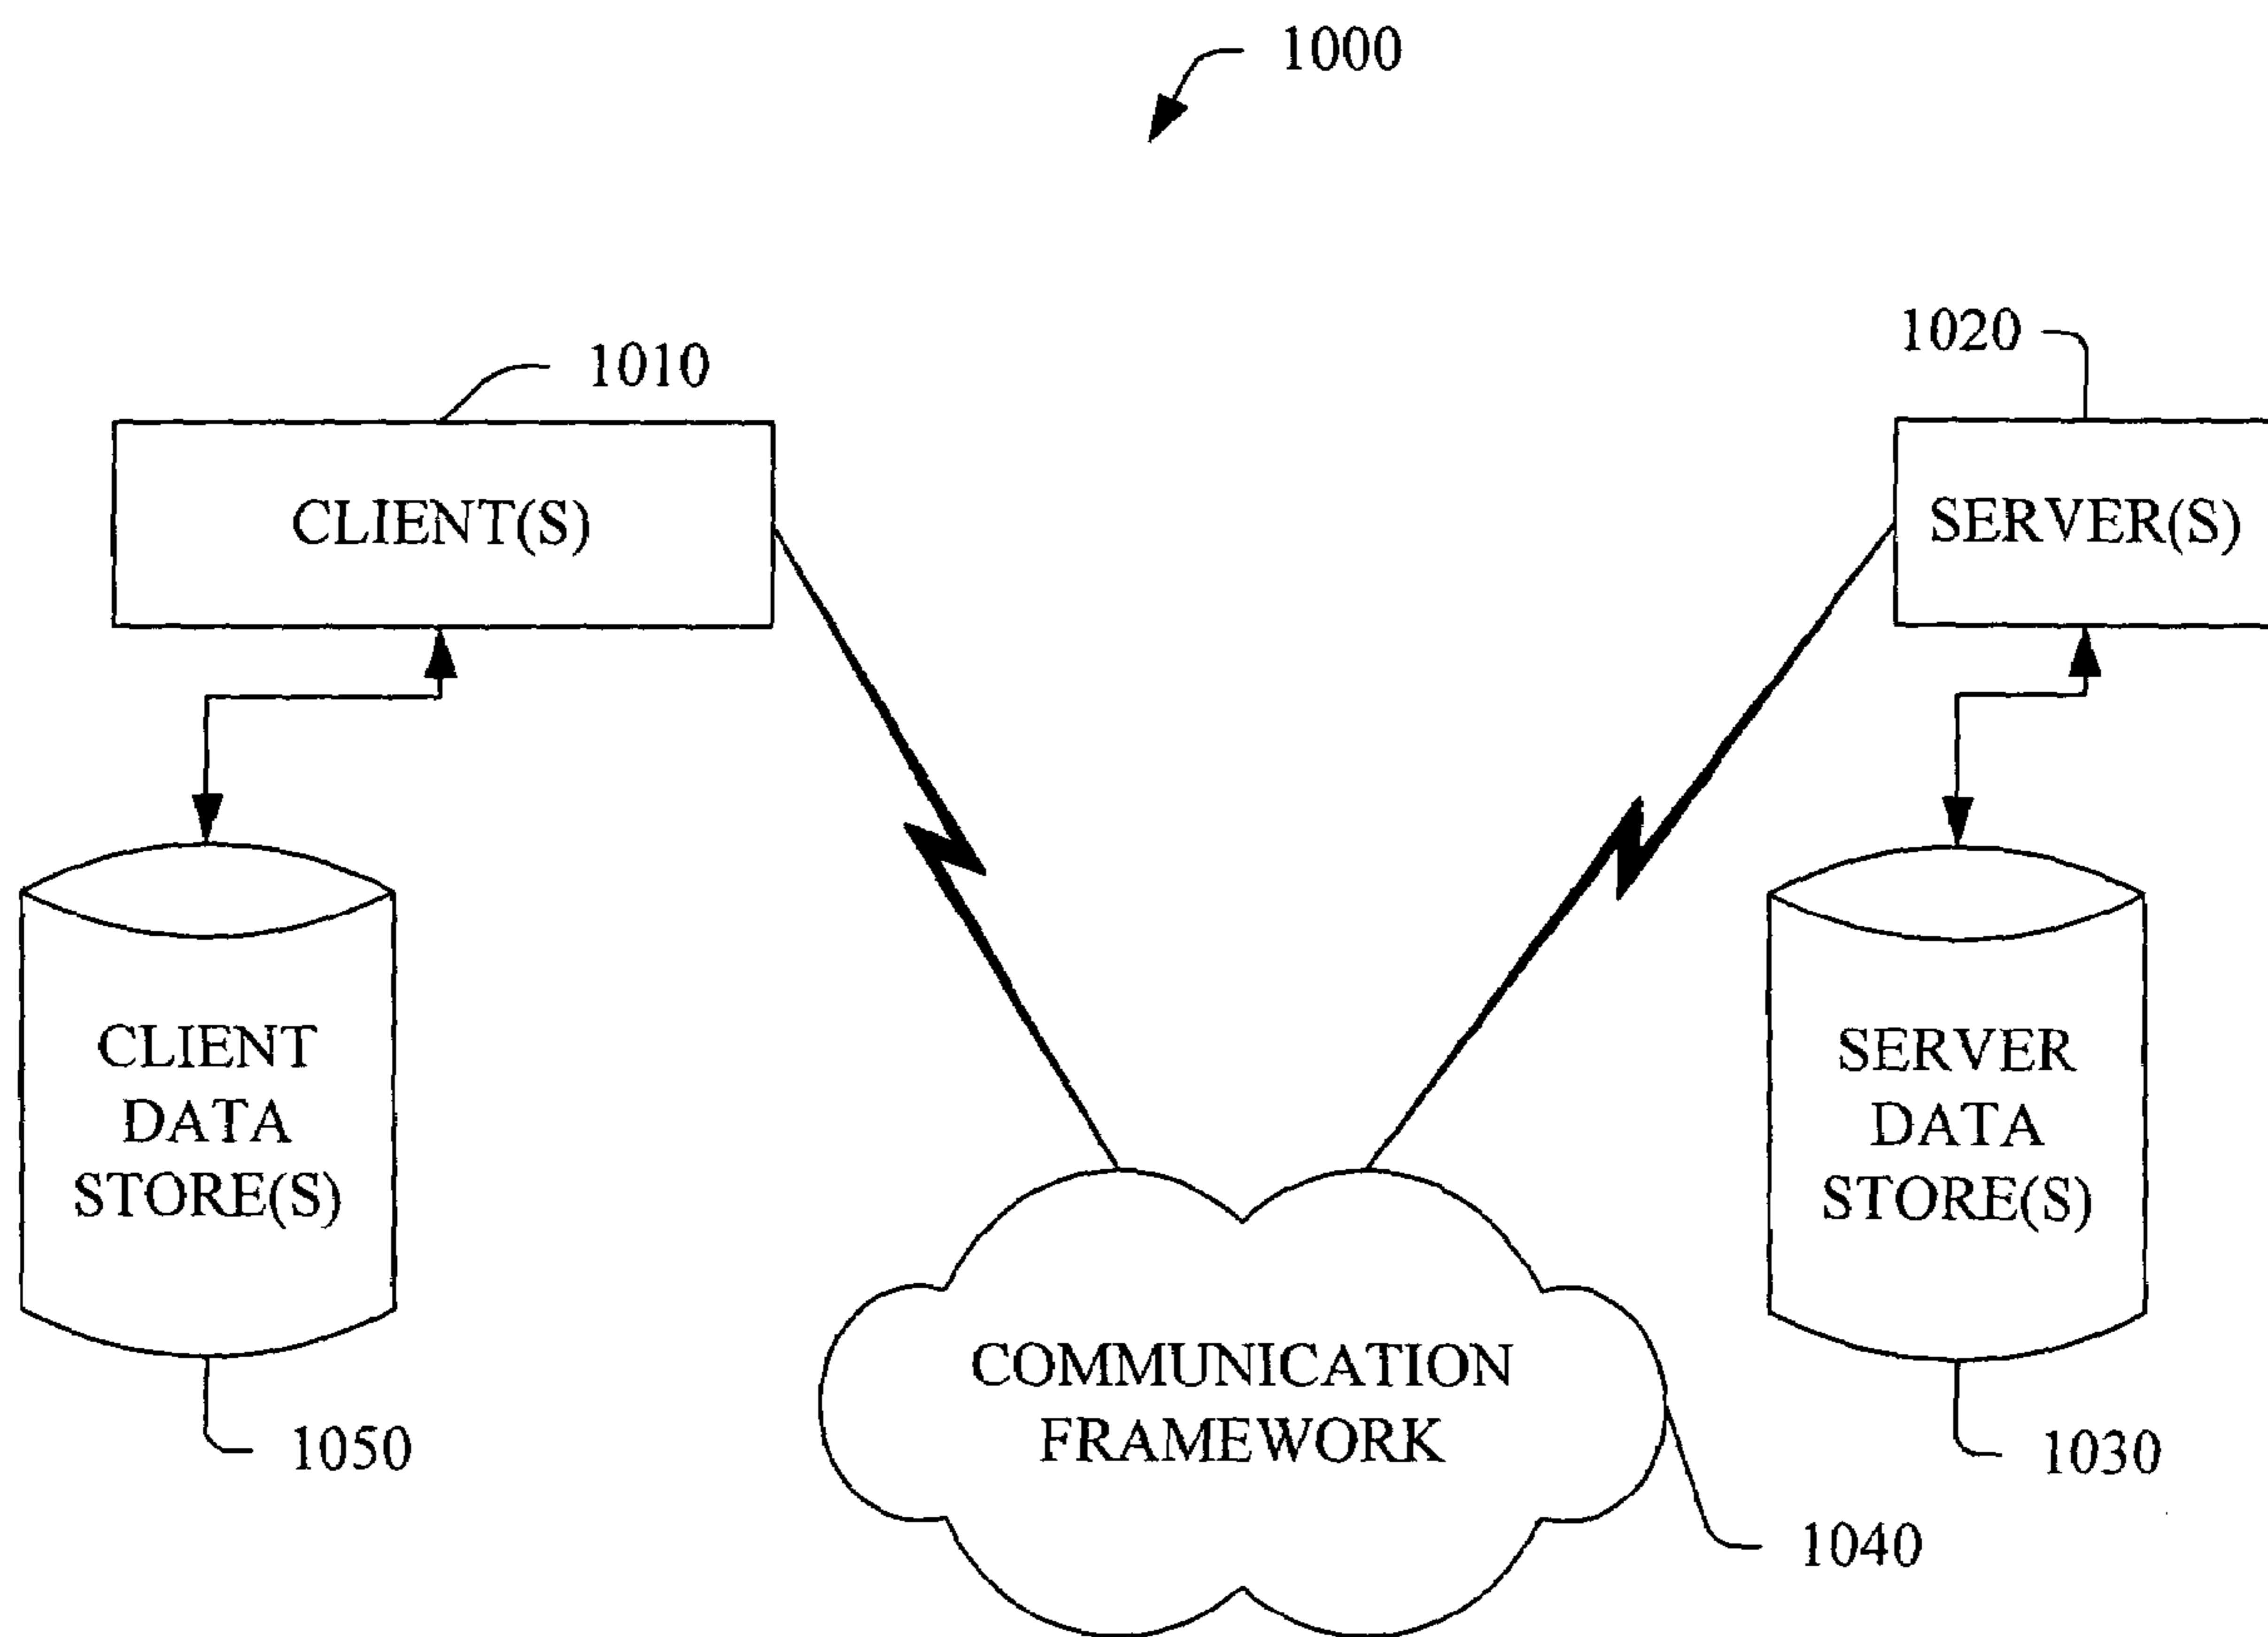 1000
1010
1020
CLIENT(S)
SERVER(S)
CLIENT
DATA
STORE(S)
SERVER
DATA
STORE(S)
COMMUNICATION
FRAMEWORK
1050
1030
1040